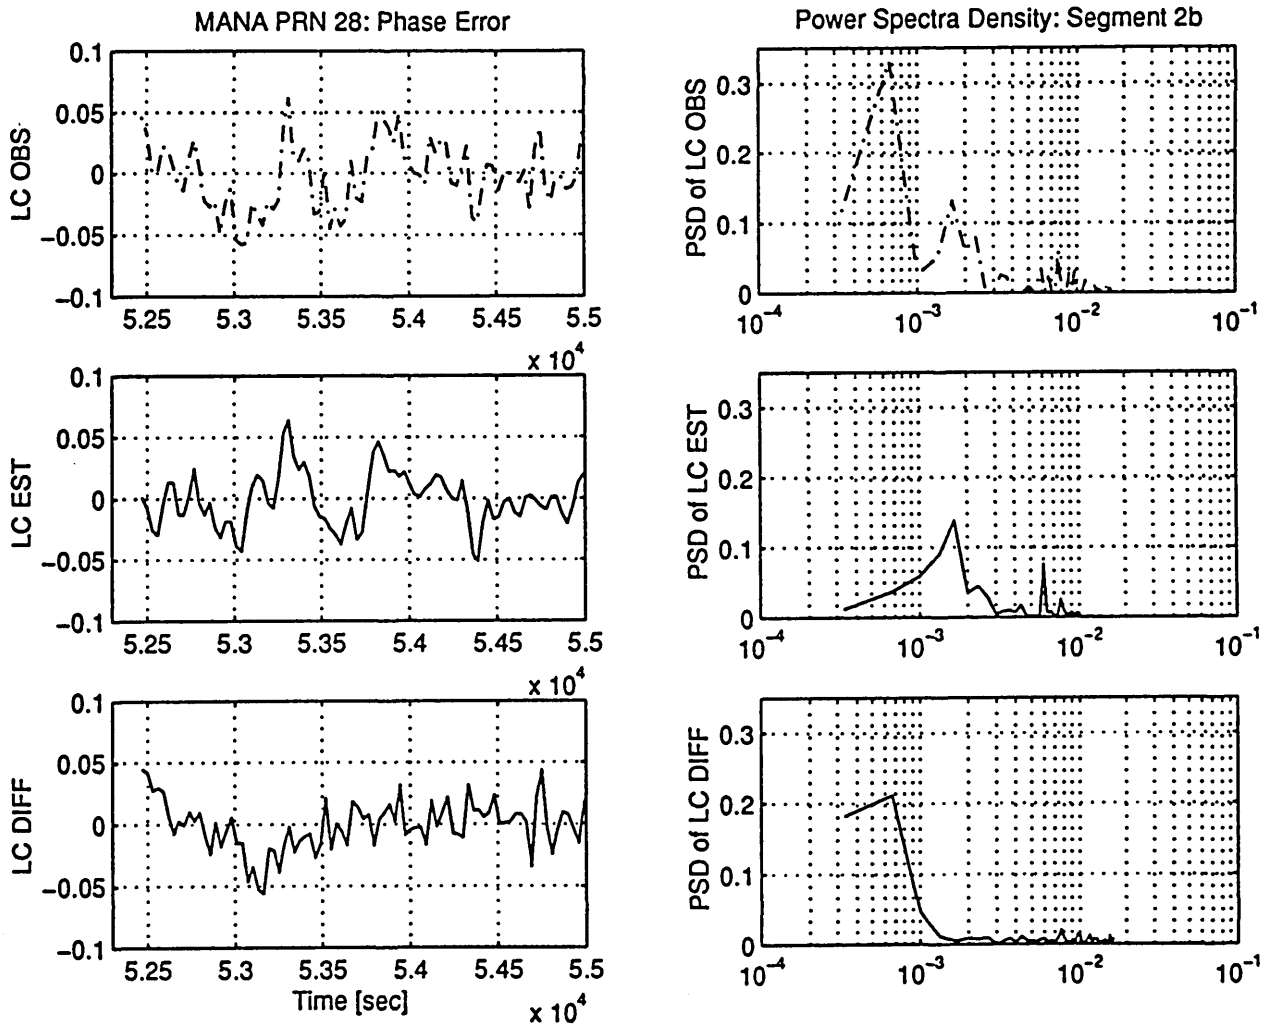 MANA PRN 28: Phase Error
LC OBS
0.1
0.05
0
−0.05
−0.1
5.25 5.3 5.35 5.4 5.45 5.5
x 10^4
Power Spectra Density: Segment 2b
PSD of LC OBS
0.3
0.2
0.1
0
10^−4 10^−3 10^−2 10^−1
LC EST
0.1
0.05
0
−0.05
−0.1
5.25 5.3 5.35 5.4 5.45 5.5
x 10^4
PSD of LC EST
0.3
0.2
0.1
0
10^−4 10^−3 10^−2 10^−1
LC DIFF
0.1
0.05
0
−0.05
−0.1
5.25 5.3 5.35 5.4 5.45 5.5
Time [sec]
x 10^4
PSD of LC DIFF
0.3
0.2
0.1
0
10^−4 10^−3 10^−2 10^−1